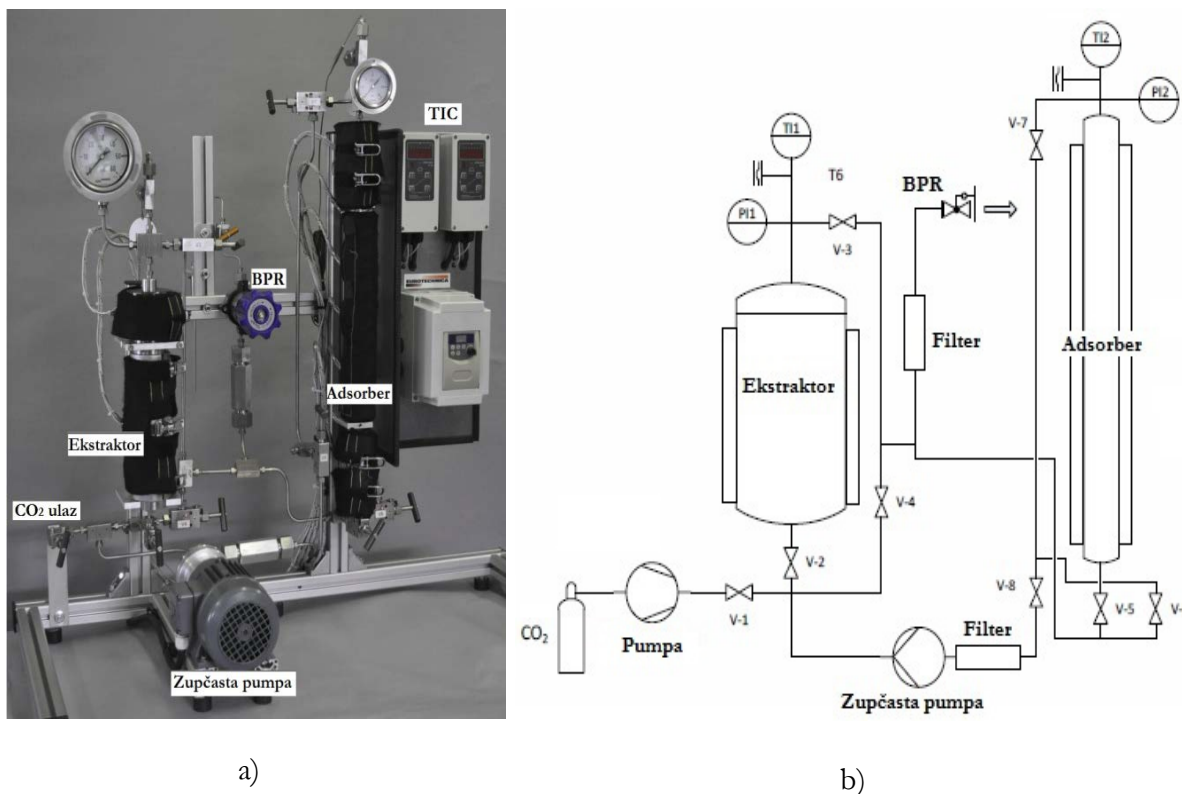 TIC
BPR
Adsorber
Ekstraktor
CO2 ulaz
Zupčasta pumpa
EUROTECHNICA
a)
TI2
PI2
V-7
TI1
T6
BPR
PI1
V-3
Filter
Adsorber
Ekstraktor
V-4
V-2
V-8
V-5
V-
V-1
CO₂
Pumpa
Filter
Zupčasta pumpa
b)